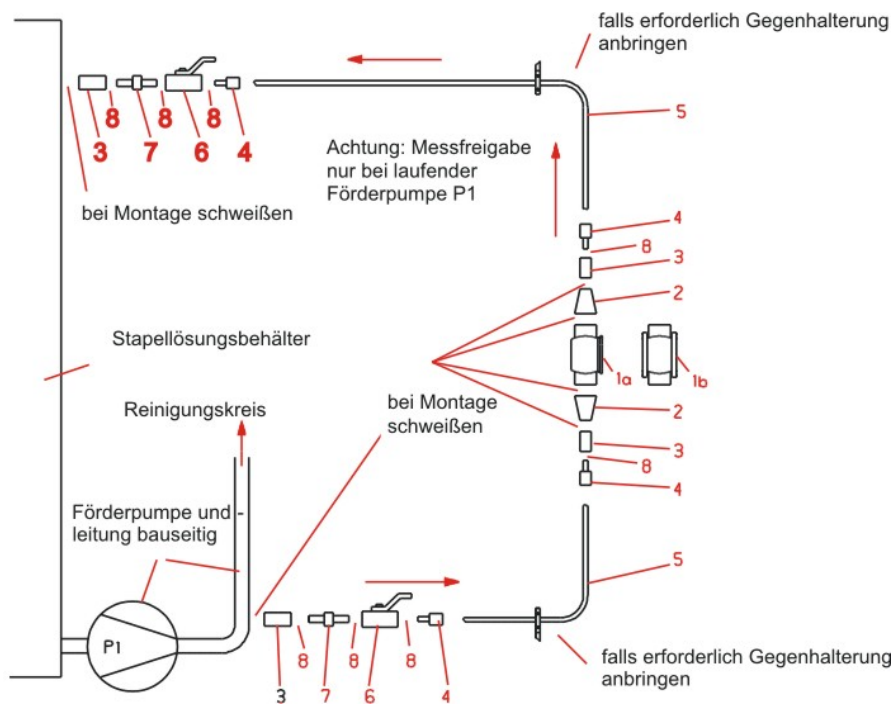 falls erforderlich Gegenhalterung
anbringen
8 8 8
3 7 6 4
5
Achtung: Messfreigabe
nur bei laufender
Förderpumpe P1
bei Montage schweißen
4
8
3
2
Stapellösungsbehälter
1a
1b
Reinigungskreis
bei Montage
schweißen
2
3
8
4
Förderpumpe und
leitung bauseitig
5
P1
8 8 8
3 7 6 4
falls erforderlich Gegenhalterung
anbringen